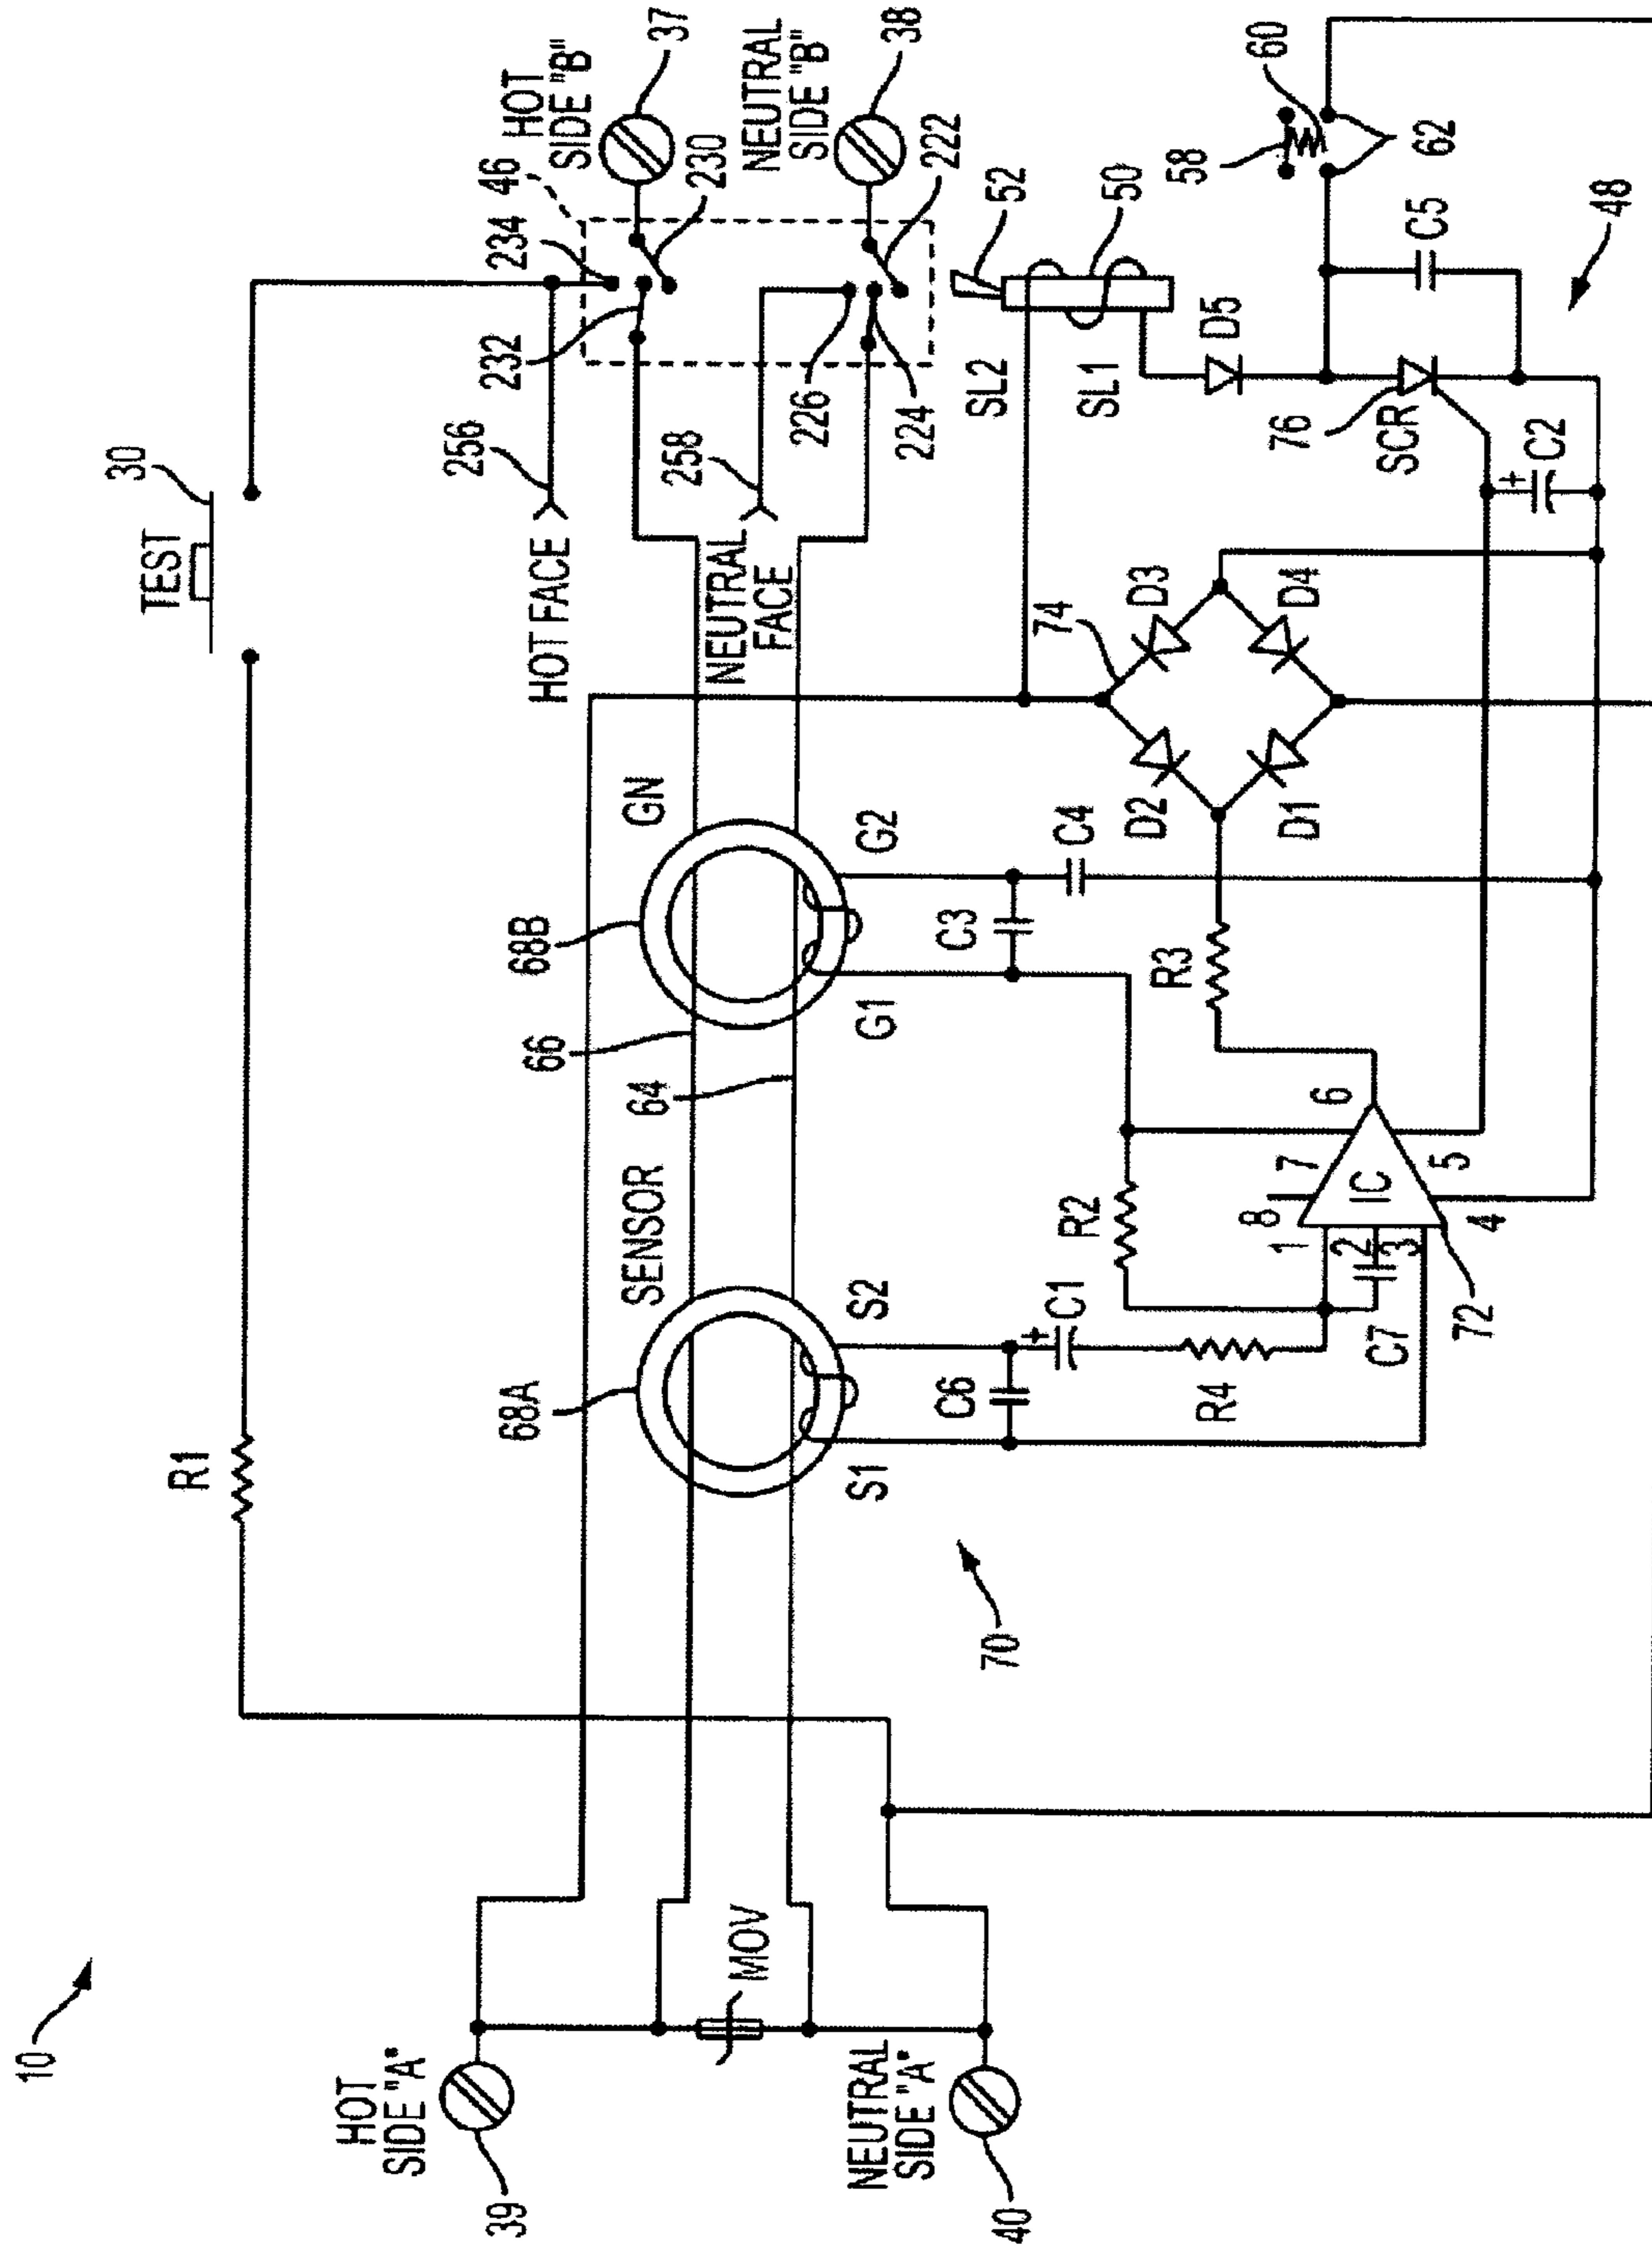 10
R1
TEST
30
HOT
SIDE "A"
39
68A
SENSOR
66
68B
GN
HOT FACE
256
232
234
46
HOT
SIDE "B"
37
230
64
NEUTRAL
FACE
258
226
224
NEUTRAL
SIDE "B"
38
222
MOV
NEUTRAL
SIDE "A"
40
S1
S2
G1
G2
70
C6
C1
R4
R2
C3
C4
74
D2
D3
D1
D4
R3
SL2
SL1
52
50
D5
58
60
62
C7
8
1
2
3
7
6
IC
5
4
72
76
SCR
C5
C2
48
+
+